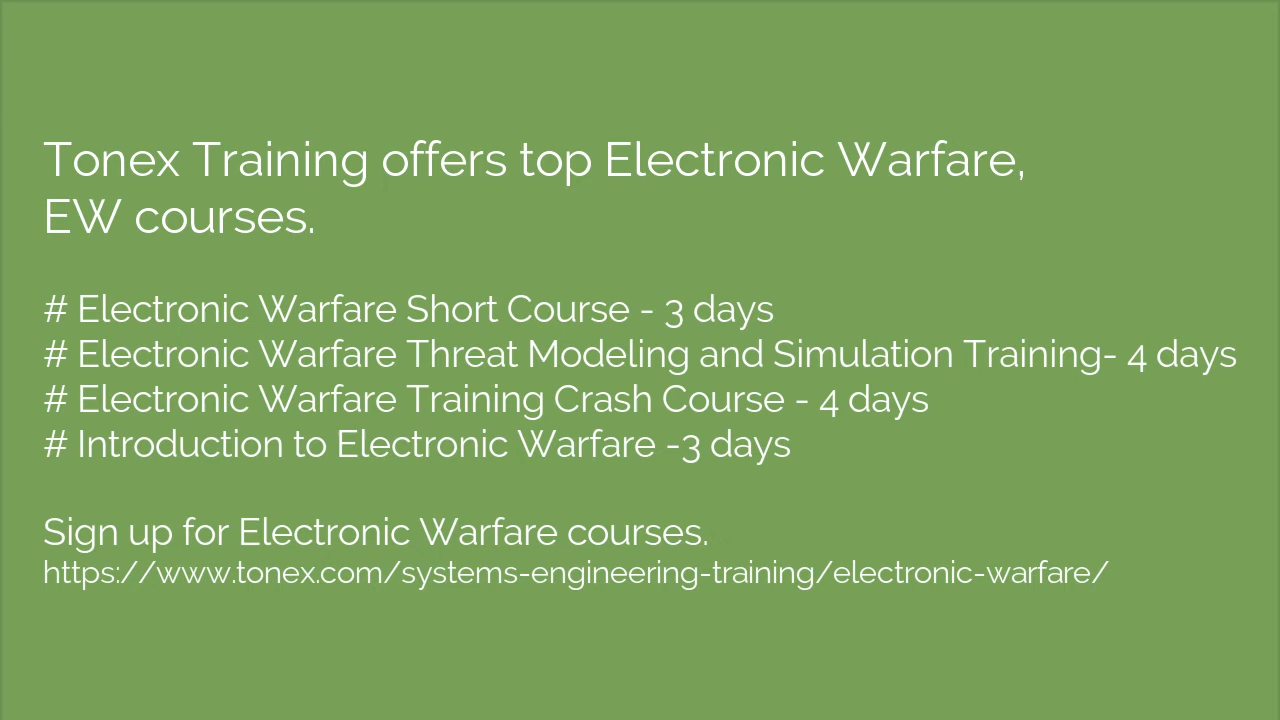 Tonex Training offers top Electronic Warfare,
EW courses.
# Electronic Warfare Short Course - 3 days
# Electronic Warfare Threat Modeling and Simulation Training- 4 days
# Electronic Warfare Training Crash Course - 4 days
# Introduction to Electronic Warfare -3 days
Sign up for Electronic Warfare courses.
https://www.tonex.com/systems-engineering-training/electronic-warfare/